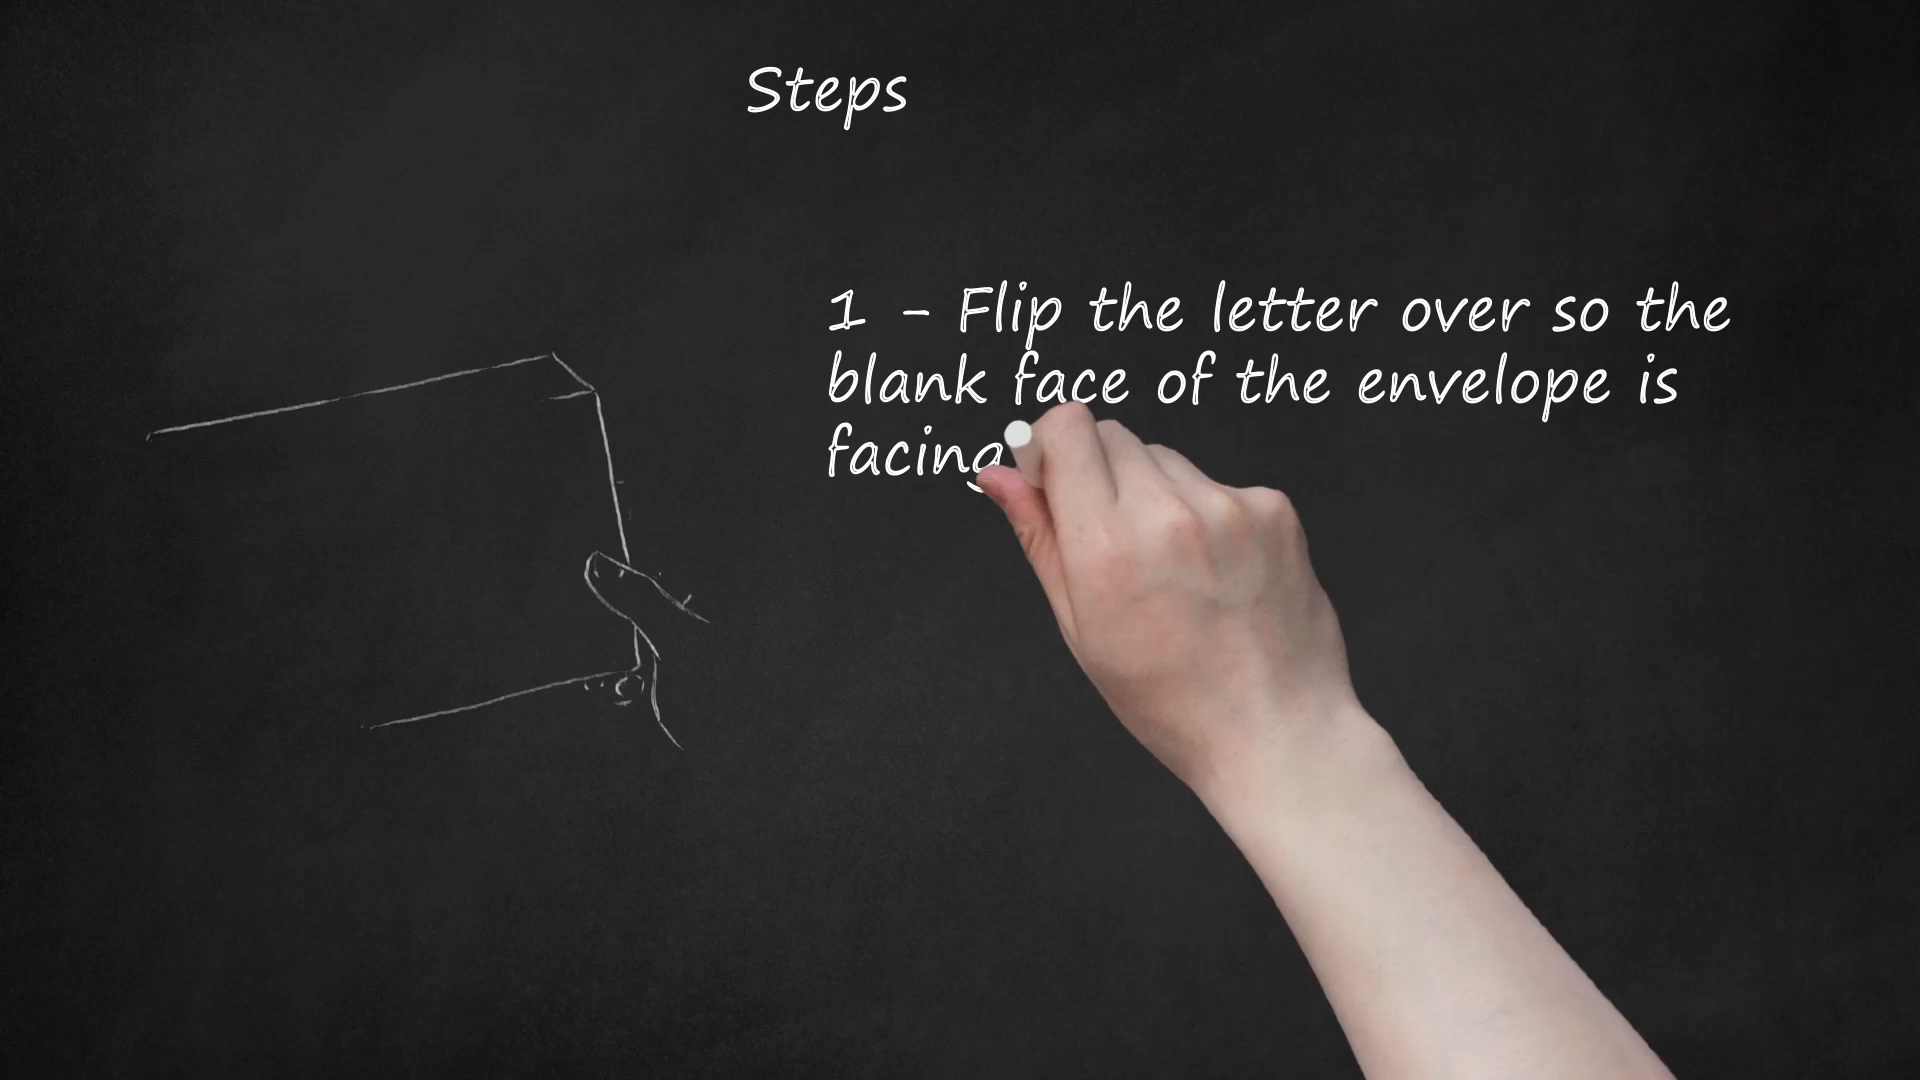 Steps
1 - Flip the letter over so the
blank face of the envelope is
facing